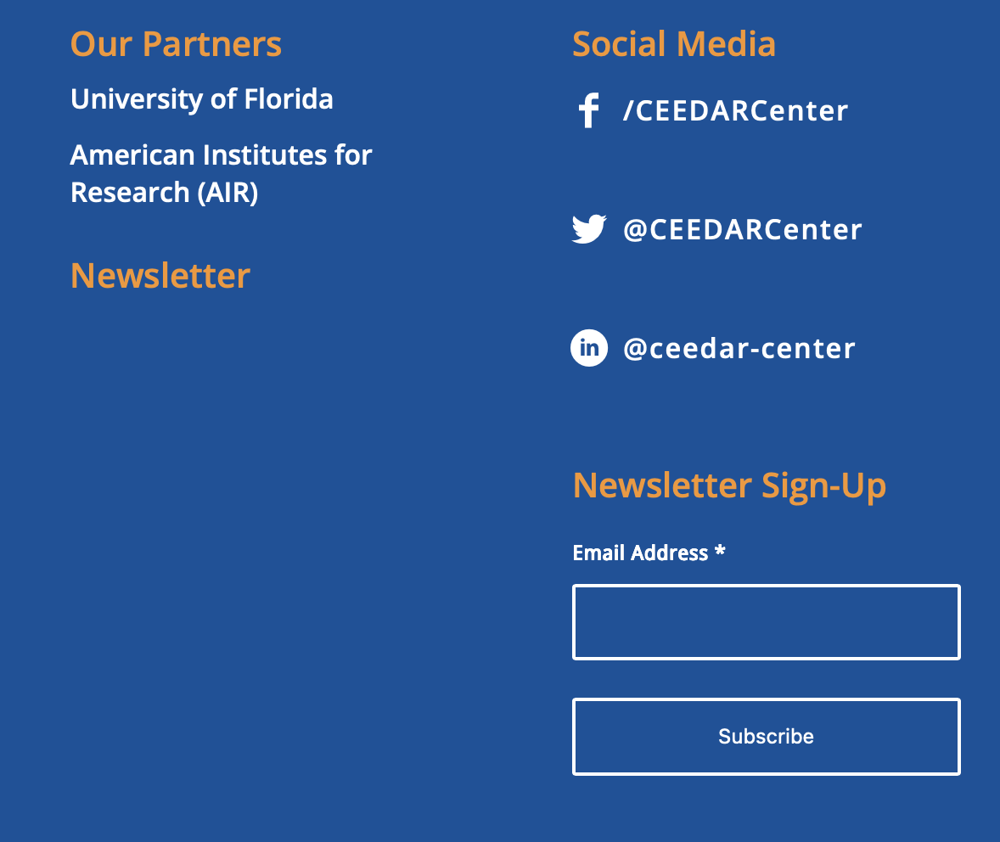 Our Partners
University of Florida
American Institutes for
Research (AIR)
Newsletter
Social Media
/CEEDARCenter
@CEEDARCenter
in @ceedar-center
Newsletter Sign-Up
Email Address *
Subscribe